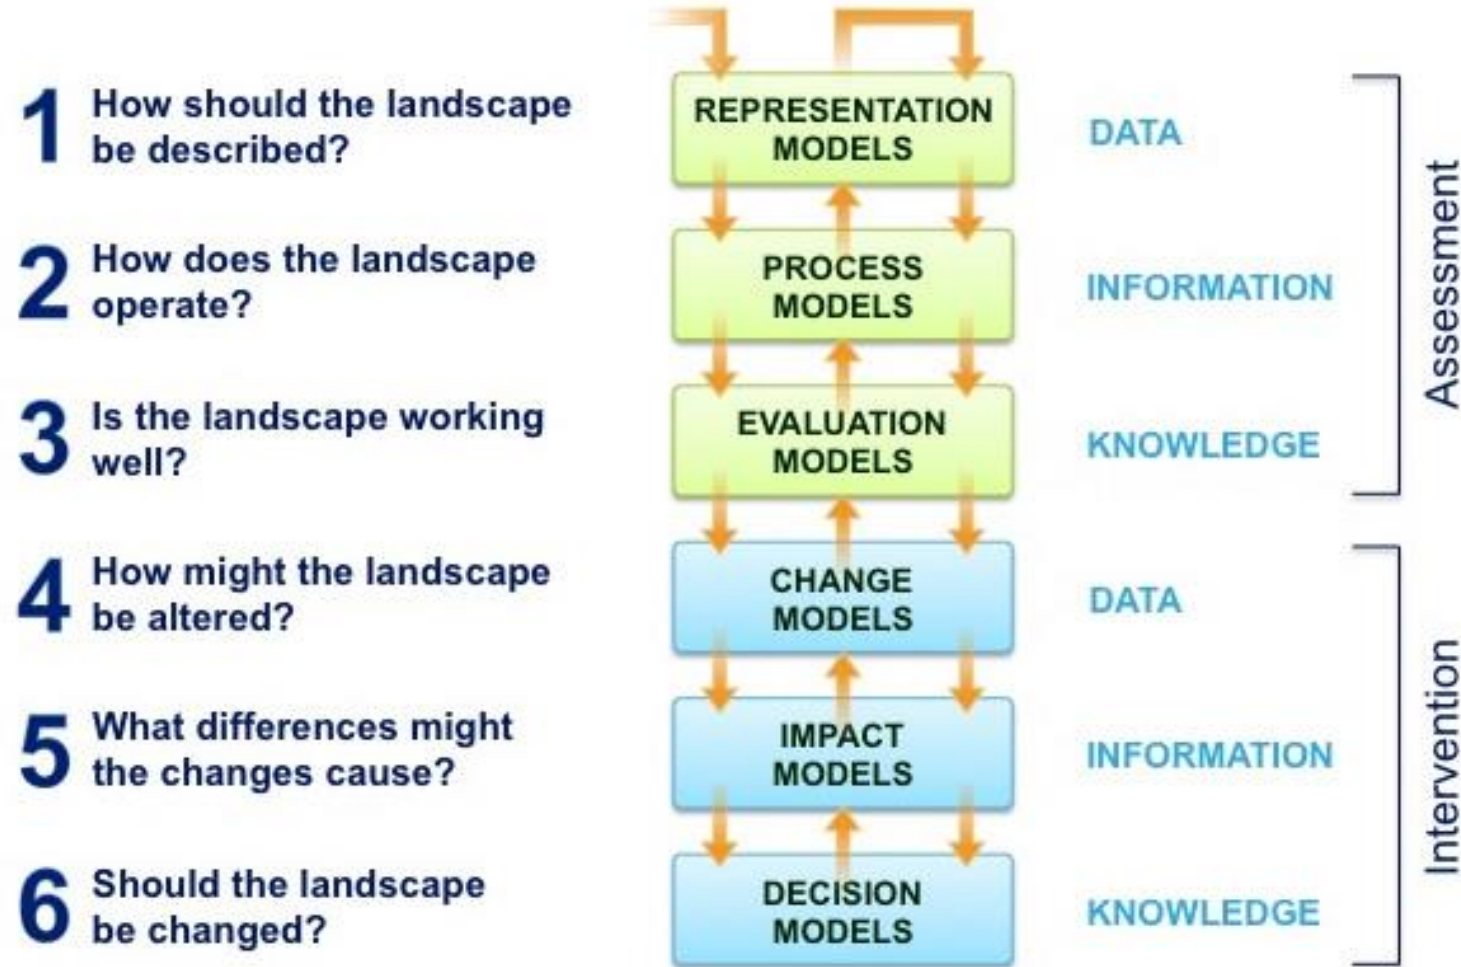 1 How should the landscape
be described?
REPRESENTATION
MODELS
DATA
2 How does the landscape
operate?
PROCESS
MODELS
INFORMATION
3 Is the landscape working
well?
EVALUATION
MODELS
KNOWLEDGE
Assessment
4 How might the landscape
be altered?
CHANGE
MODELS
DATA
5 What differences might
the changes cause?
IMPACT
MODELS
INFORMATION
6 Should the landscape
be changed?
DECISION
MODELS
KNOWLEDGE
Intervention